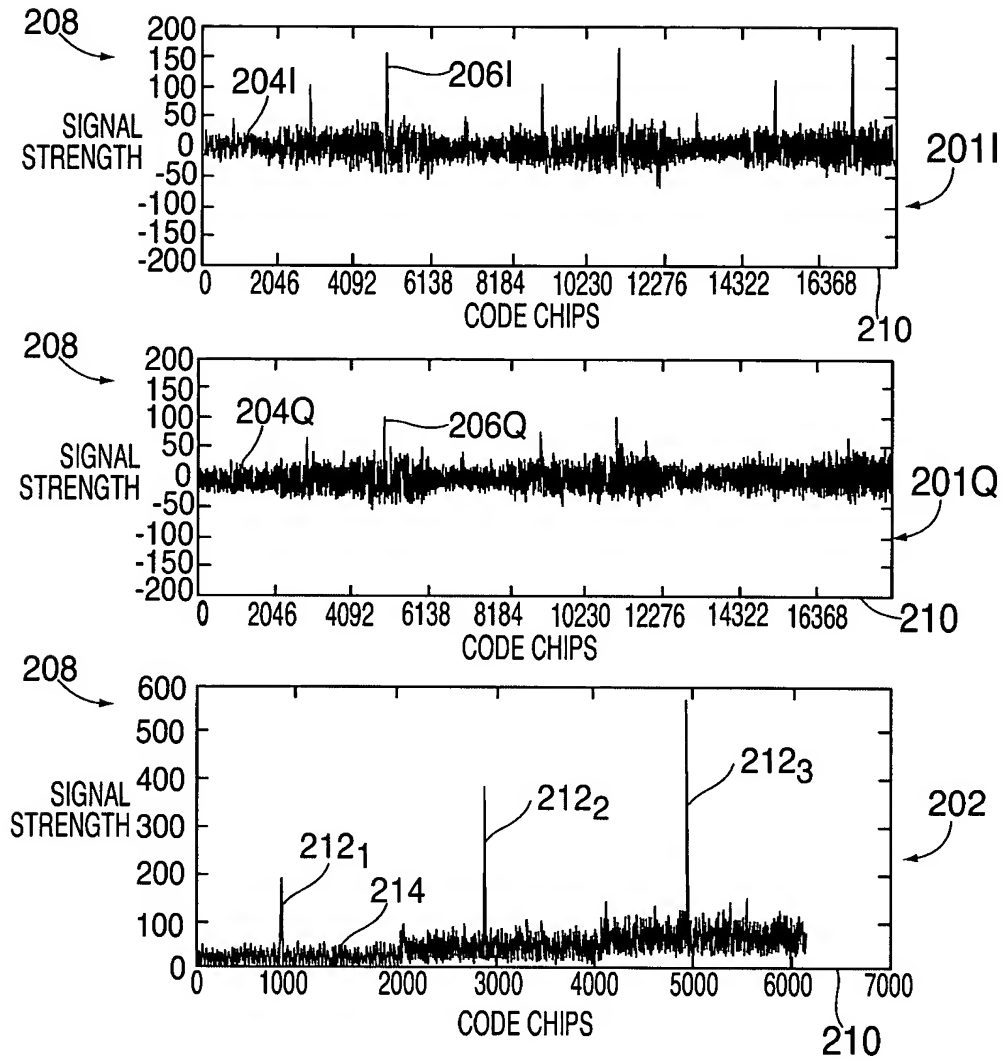 208
200
150
100
50
0
-50
-100
-150
-200
SIGNAL
STRENGTH
204I
206I
201I
0 2046 4092 6138 8184 10230 12276 14322 16368
CODE CHIPS
210
208
200
150
100
50
0
-50
-100
-150
-200
SIGNAL
STRENGTH
204Q
206Q
201Q
0 2046 4092 6138 8184 10230 12276 14322 16368
CODE CHIPS
210
208
600
500
400
300
200
100
0
SIGNAL
STRENGTH
212₁
214
212₂
212₃
202
0 1000 2000 3000 4000 5000 6000 7000
CODE CHIPS
210